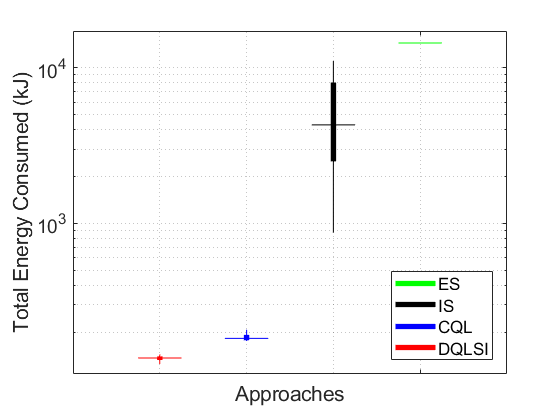 Total Energy Consumed (kJ)
10^4
10^3
ES
IS
CQL
DQLSI
Approaches